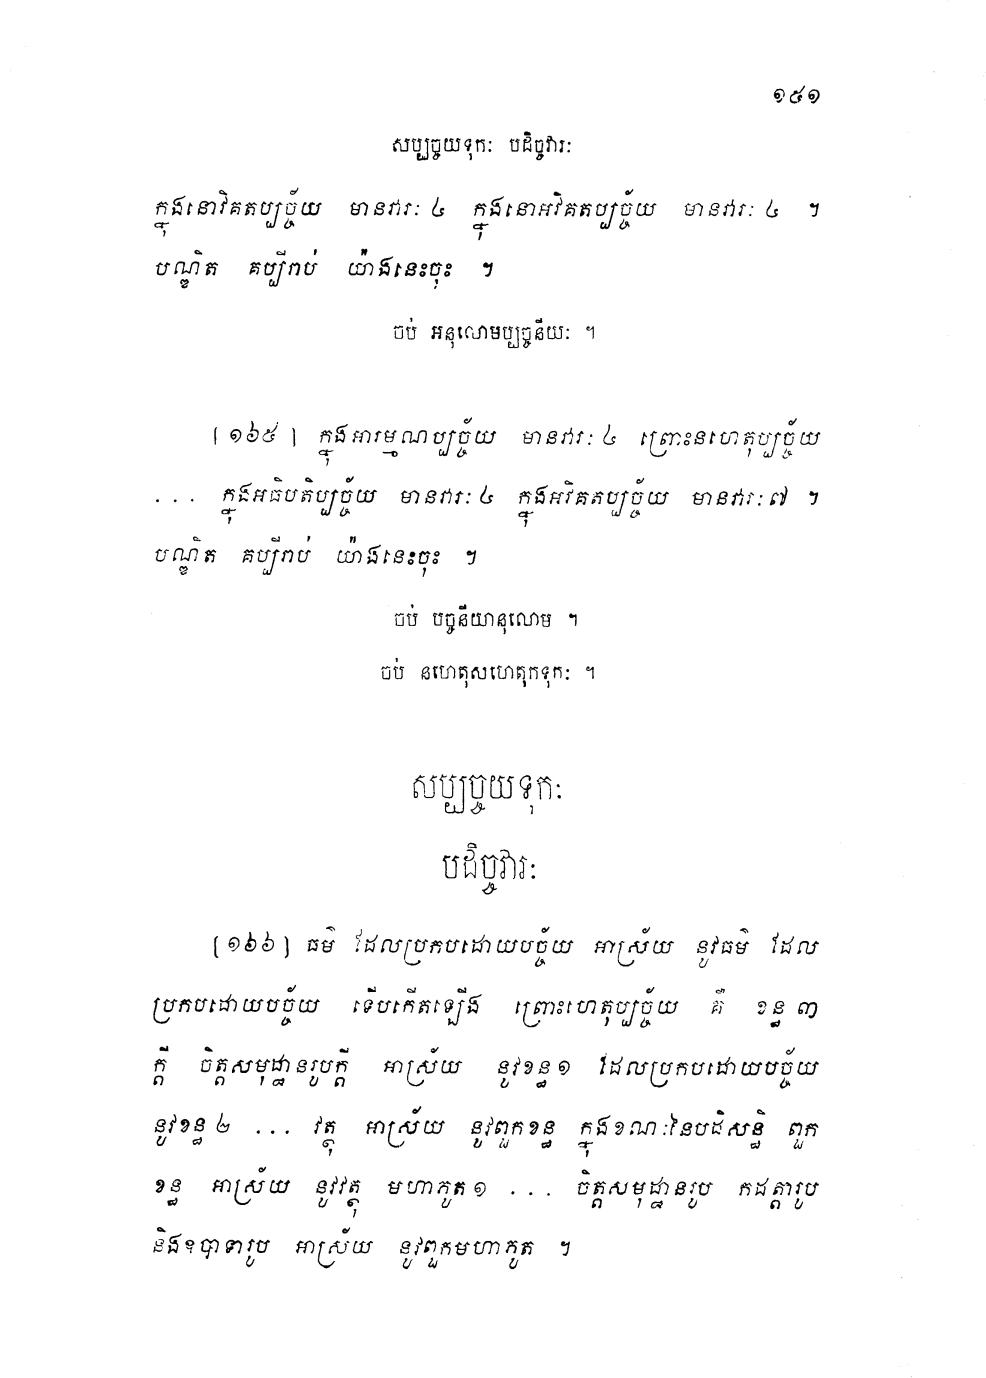 ១៥១
សប្បច្ចយទុកៈ បដិច្ចវារៈ
ក្នុងនោវិគតប្បច្ច័យ មានវារៈ ៤ ក្នុងនោអវិគតប្បច្ច័យ មានវារៈ ៤ ។
បណ្ឌិត គប្បីរាប់ យ៉ាងនេះចុះ ។
ចប់ អនុលោមប្បច្ចនីយៈ ។
[១៦៥] ក្នុងអារម្មណប្បច្ច័យ មានវារៈ ៤ ព្រោះនហេតុប្បច្ច័យ
... ក្នុងអធិបតិប្បច្ច័យ មានវារៈ ៤ ក្នុងអវិគតប្បច្ច័យ មានវារៈ ៧ ។
បណ្ឌិត គប្បីរាប់ យ៉ាងនេះចុះ ។
ចប់ បច្ចនីយានុលោម ។
ចប់ នហេតុសហេតុកទុកៈ ។
សប្បច្ចយទុកៈ
បដិច្ចវារៈ
[១៦៦] ធម៌ ដែលប្រកបដោយបច្ច័យ អាស្រ័យ នូវធម៌ ដែល
ប្រកបដោយបច្ច័យ ទើបកើតឡើង ព្រោះហេតុប្បច្ច័យ គឺ ខន្ធ ៣
ក្តី ចិត្តសមុដ្ឋានរូបក្តី អាស្រ័យ នូវខន្ធ ១ ដែលប្រកបដោយបច្ច័យ
នូវខន្ធ ២ ... វត្ថុ អាស្រ័យ នូវពួកខន្ធ ក្នុងខណៈនៃបដិសន្ធិ ពួក
ខន្ធ អាស្រ័យ នូវវត្ថុ មហាភូត ១ ... ចិត្តសមុដ្ឋានរូប កដត្តារូប
និងឧបាទារូប អាស្រ័យ នូវពួកមហាភូត ។